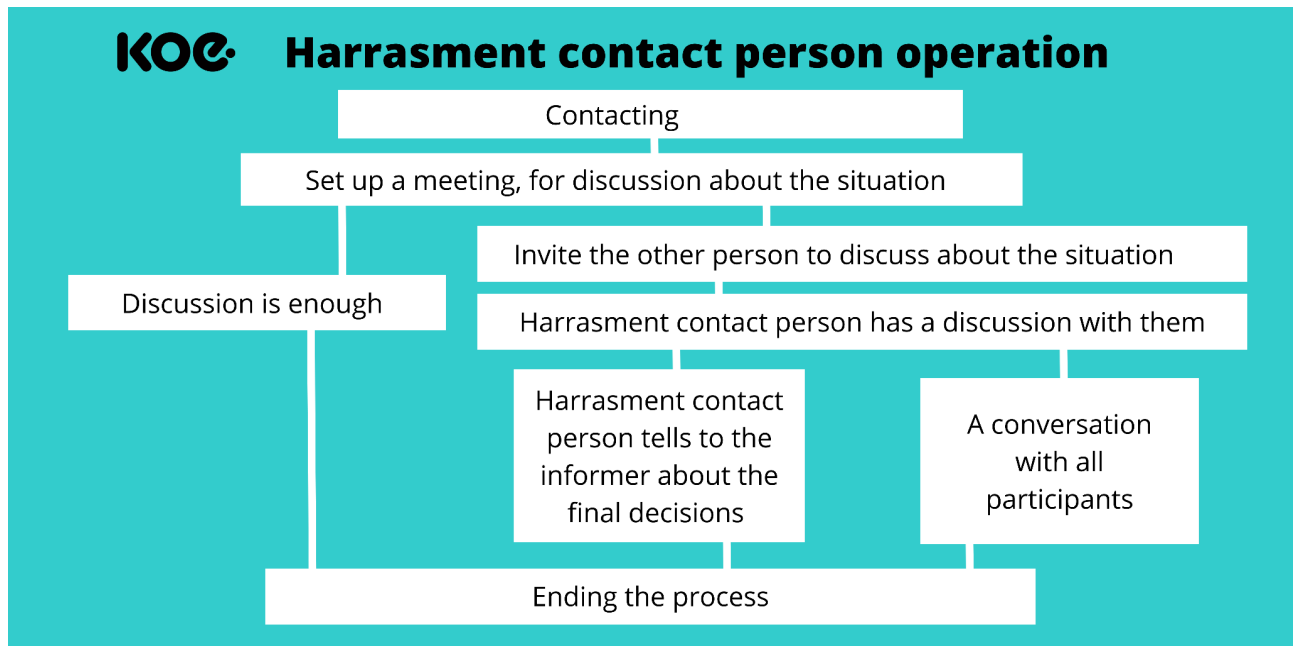 KOe.
Harrasment contact person operation
Contacting
Set up a meeting, for discussion about the situation
Invite the other person to discuss about the situation
Discussion is enough
Harrasment contact person has a discussion with them
Harrasment contact
person tells to the
informer about the
final decisions
A conversation
with all
participants
Ending the process